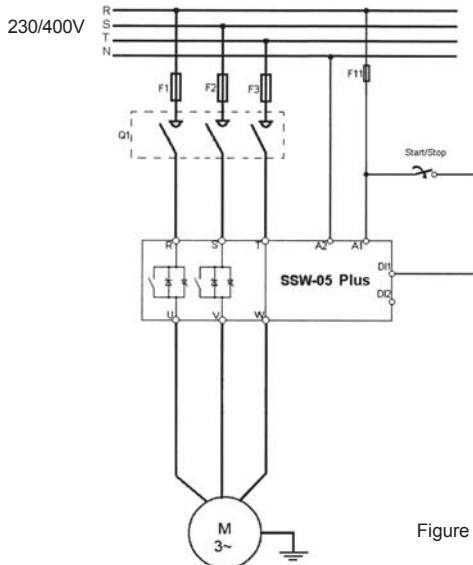 R
S
230/400V
T
N
F1 F2 F3 F11
Q1
Start/Stop
R S T A2 A1
SSW-05 Plus
DI1
DI2
U V W
M
3~
Figure